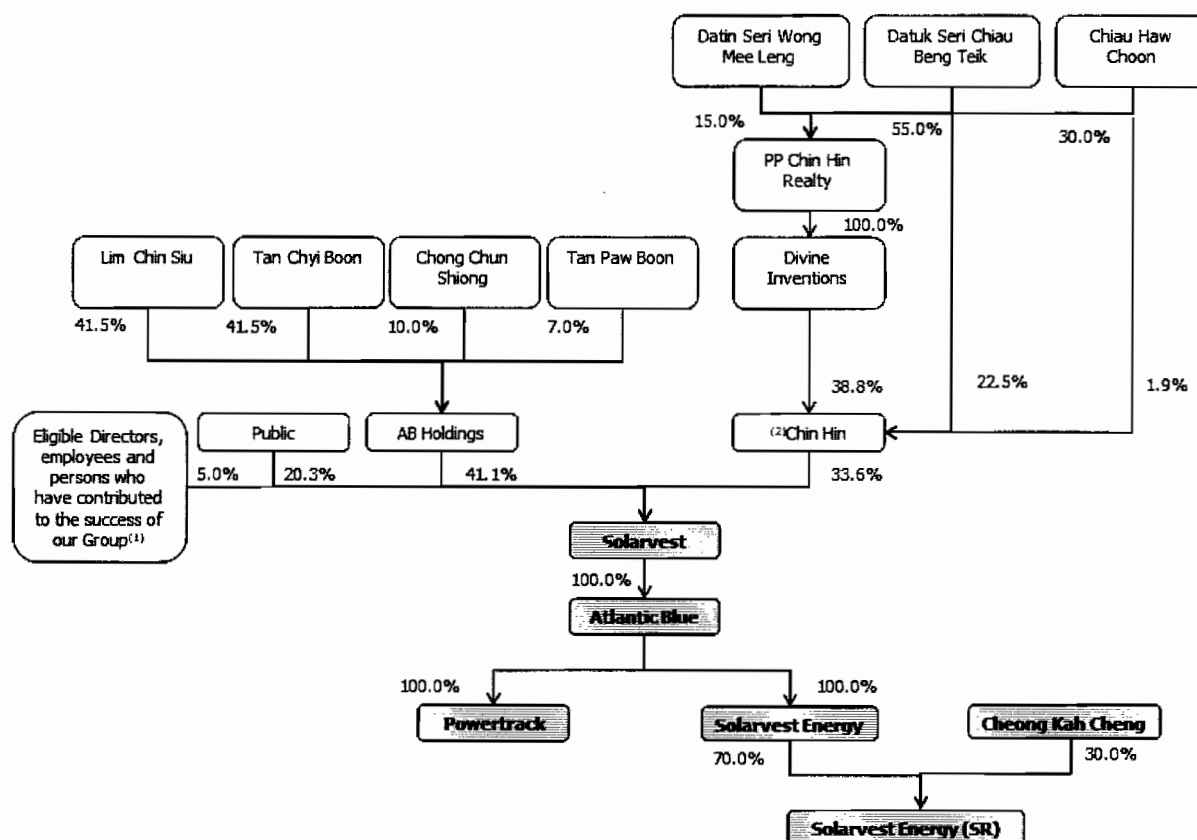 Datin Seri Wong
Mee Leng
Datuk Seri Chiau
Beng Teik
Chiau Haw
Choon
15.0%
55.0%
30.0%
PP Chin Hin
Realty
100.0%
Divine
Inventions
Lim Chin Siu
Tan Chyi Boon
Chong Chun
Shiong
Tan Paw Boon
41.5%
41.5%
10.0%
7.0%
38.8%
22.5%
1.9%
Eligible Directors,
employees and
persons who
have contributed
to the success of
our Group(1)
Public
AB Holdings
(2)Chin Hin
5.0%
20.3%
41.1%
33.6%
Solarvest
100.0%
Atlantic Blue
100.0%
100.0%
Powertrack
Solarvest Energy
Cheong Kah Cheng
70.0%
30.0%
Solarvest Energy (SR)